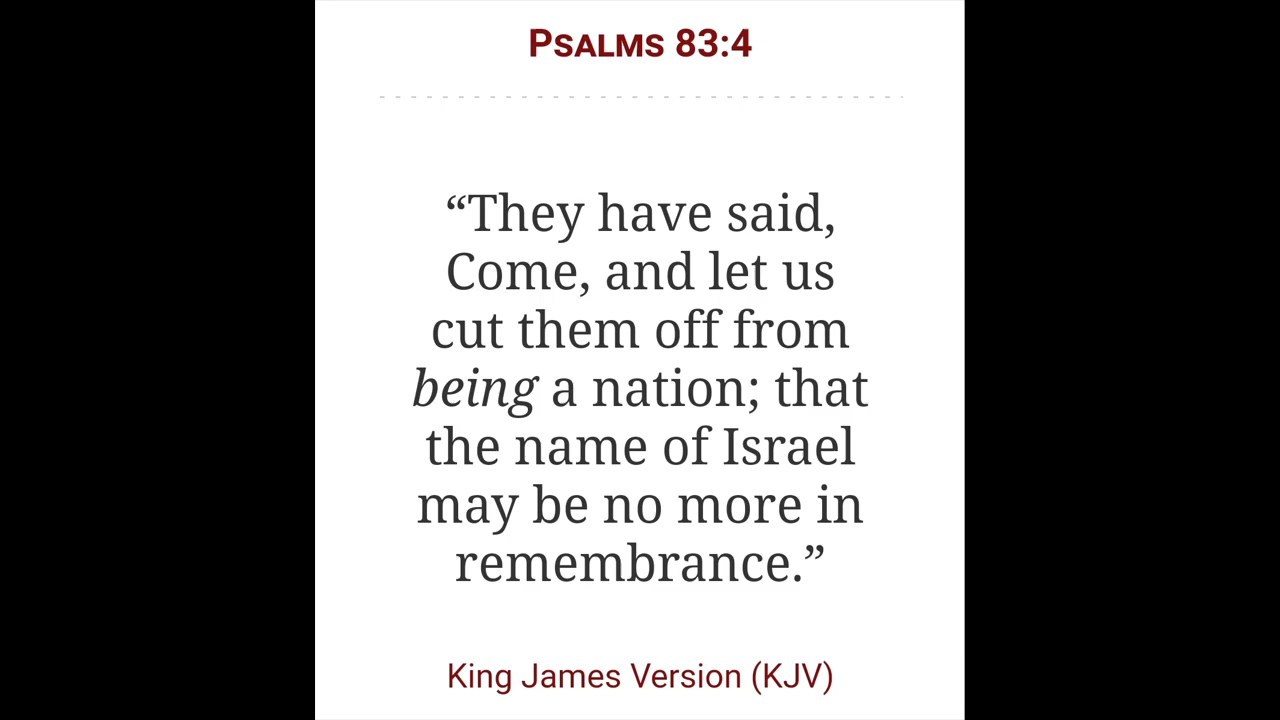 PSALMS 83:4
“They have said,
Come, and let us
cut them off from
being a nation; that
the name of Israel
may be no more in
remembrance.”
King James Version (KJV)